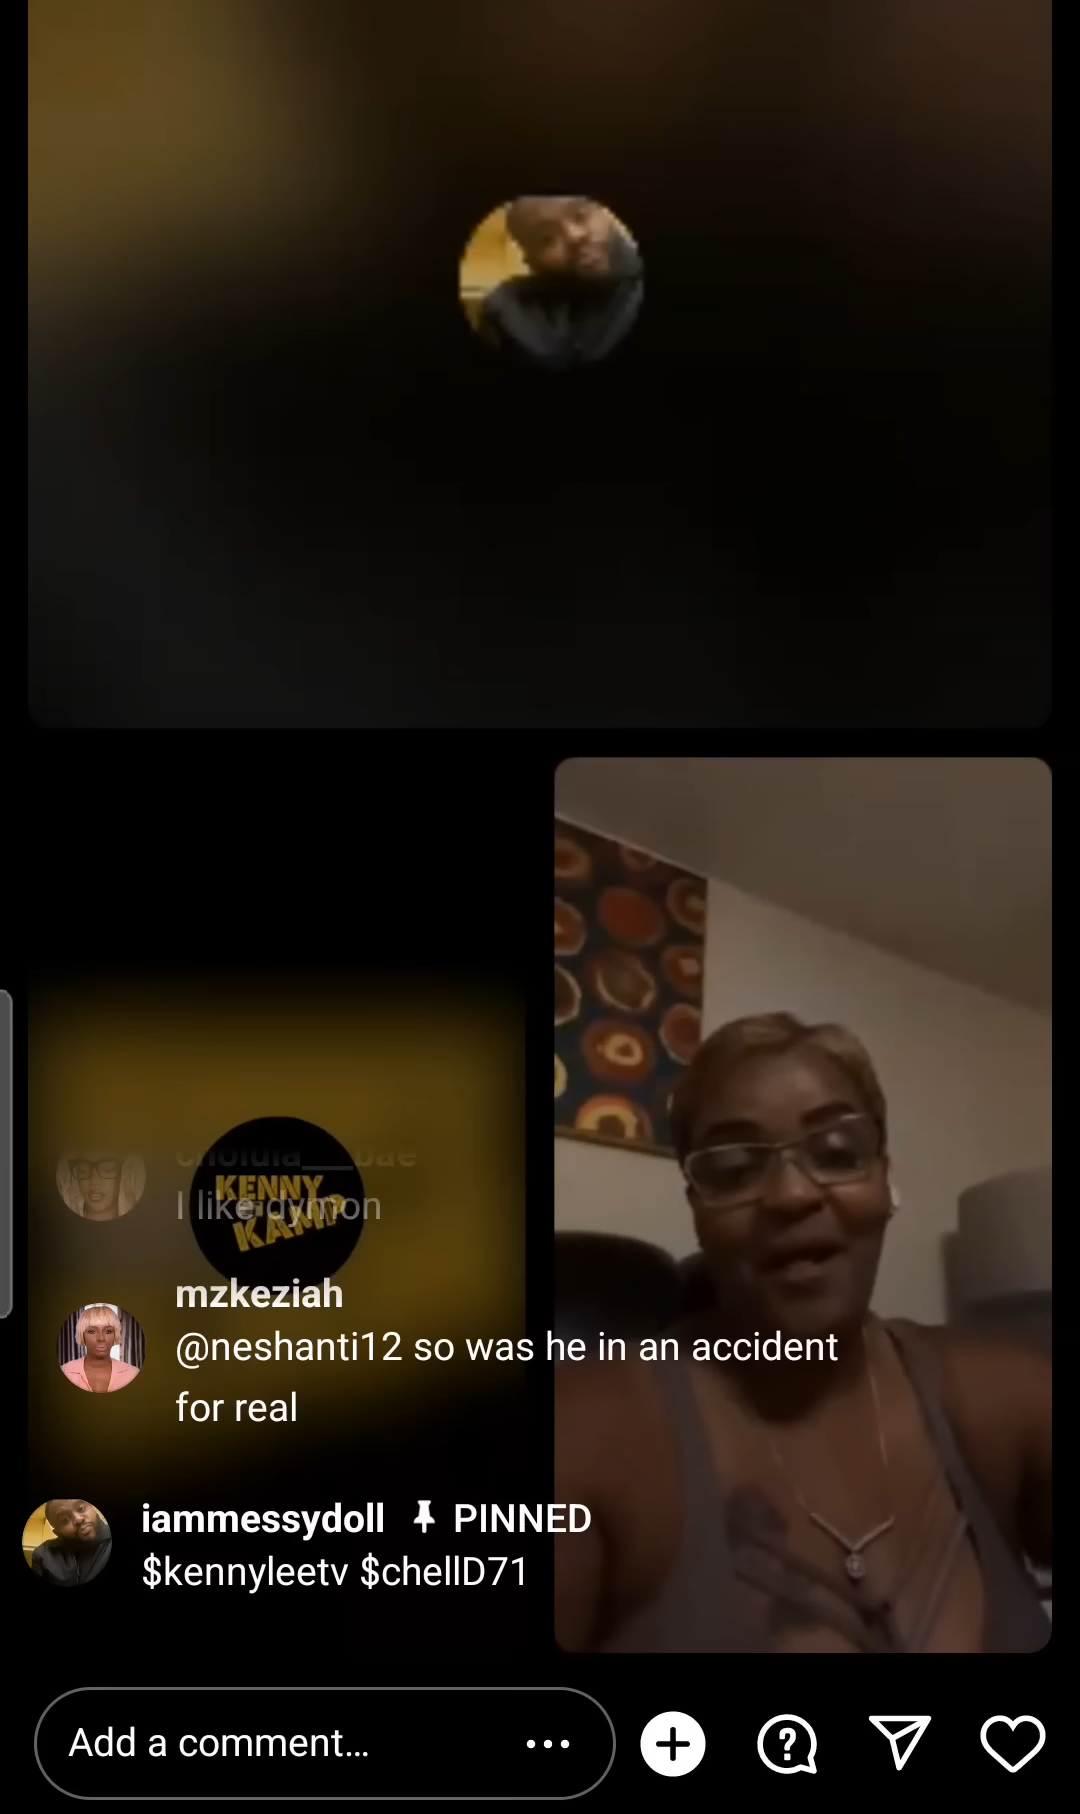 cholula___bae
I like dymon
KENNY
KAMP
mzkeziah
@neshanti12 so was he in an accident
for real
iammessydoll PINNED
$kennyleetv $chellD71
Add a comment...